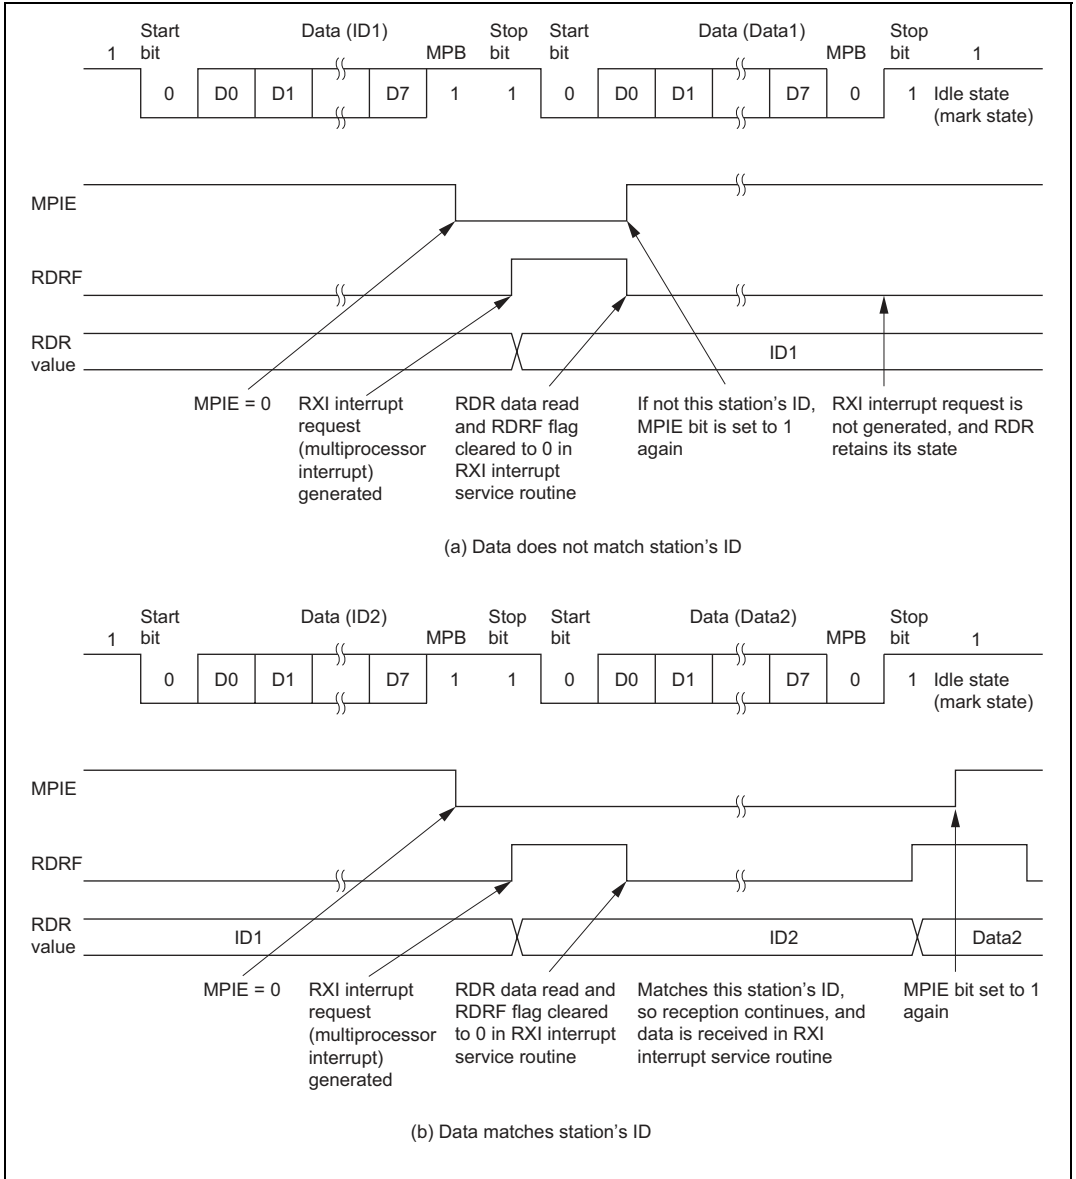 Start Data (ID1) Stop Start Data (Data1) Stop
1 bit MPB bit bit MPB bit 1
0 D0 D1 D7 1 1 0 D0 D1 D7 0 1 Idle state
(mark state)
MPIE
RDRF
RDR
value
ID1
MPIE = 0
RXI interrupt
request
(multiprocessor
interrupt)
generated
RDR data read
and RDRF flag
cleared to 0 in
RXI interrupt
service routine
If not this station's ID,
MPIE bit is set to 1
again
RXI interrupt request is
not generated, and RDR
retains its state
(a) Data does not match station's ID
Start Data (ID2) Stop Start Data (Data2) Stop
1 bit MPB bit bit MPB bit 1
0 D0 D1 D7 1 1 0 D0 D1 D7 0 1 Idle state
(mark state)
MPIE
RDRF
RDR
value
ID1 ID2 Data2
MPIE = 0
RXI interrupt
request
(multiprocessor
interrupt)
generated
RDR data read and
RDRF flag cleared
to 0 in RXI interrupt
service routine
Matches this station's ID,
so reception continues, and
data is received in RXI
interrupt service routine
MPIE bit set to 1
again
(b) Data matches station's ID